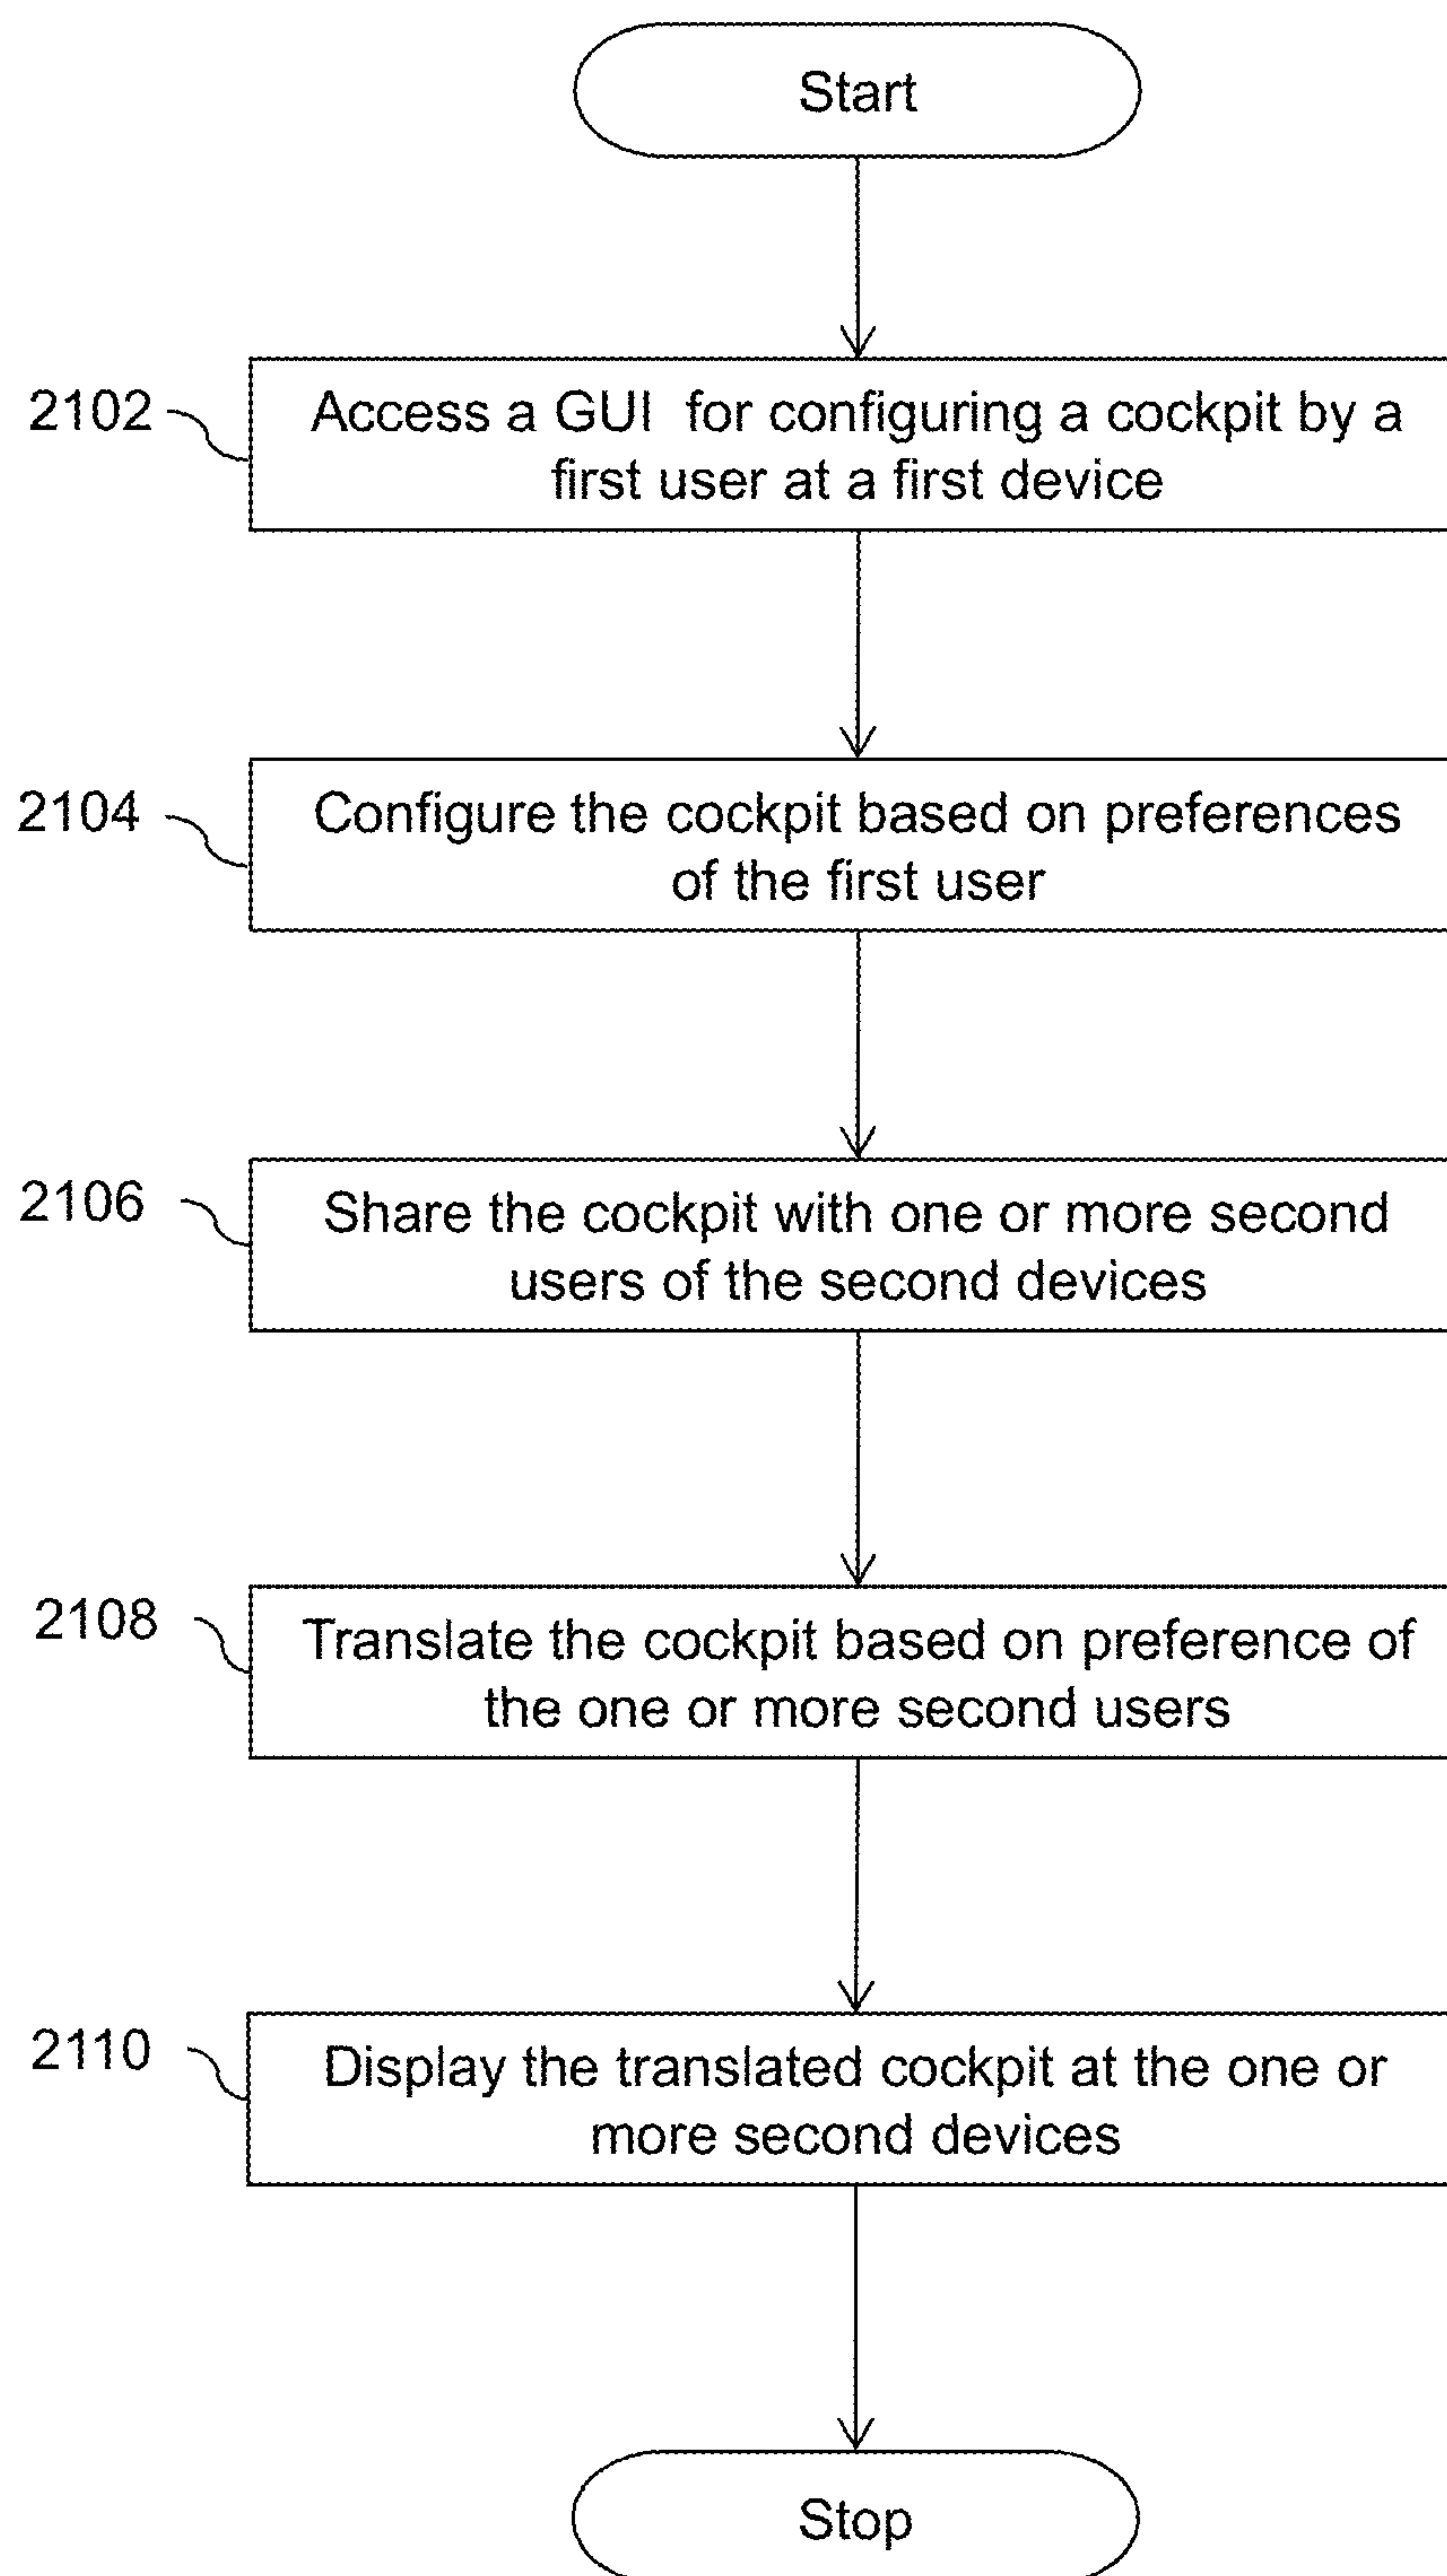 Start
2102
Access a GUI for configuring a cockpit by a
first user at a first device
2104
Configure the cockpit based on preferences
of the first user
2106
Share the cockpit with one or more second
users of the second devices
2108
Translate the cockpit based on preference of
the one or more second users
2110
Display the translated cockpit at the one or
more second devices
Stop